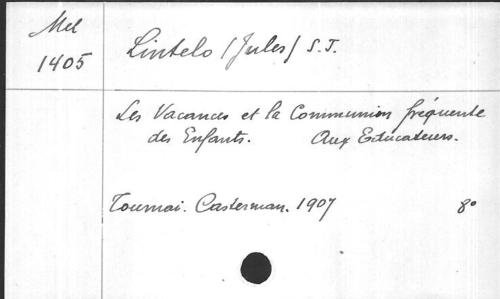 Mel
1405
Lintelo (Jules) S.J.
Les Vacances et la Communion fréquente
des Enfants. Aux Educateurs.
Tournai. Casterman. 1907 8°